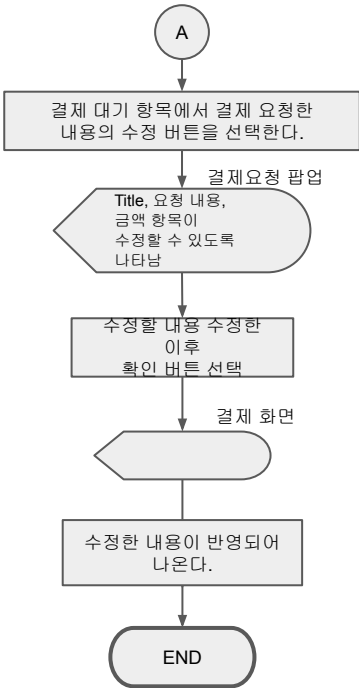 A
결제 대기 항목에서 결제 요청한
내용의 수정 버튼을 선택한다.
결제요청 팝업
Title, 요청 내용,
금액 항목이
수정할 수 있도록
나타남
수정할 내용 수정한
이후
확인 버튼 선택
결제 화면
수정한 내용이 반영되어
나온다.
END